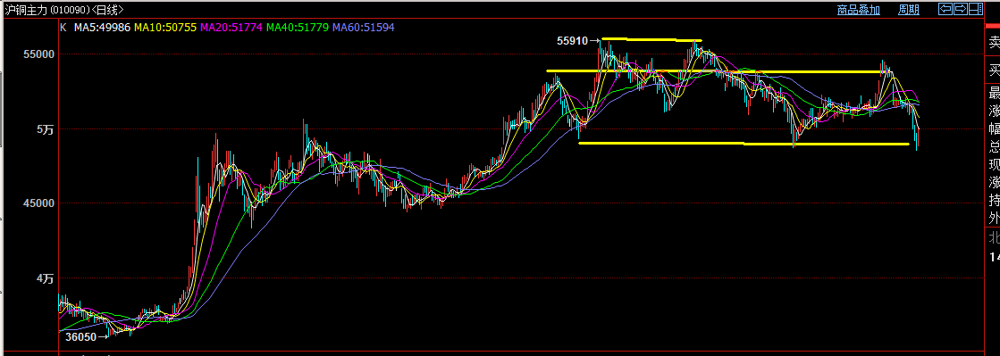 沪铜主力(010090)<日线>
商品叠加 周期
K MA5:49986 MA10:50755 MA20:51774 MA40:51779 MA60:51594
55910
55000
5万
45000
4万
36050
卖
买
最
涨
幅
总
现
涨
持
外
北
14